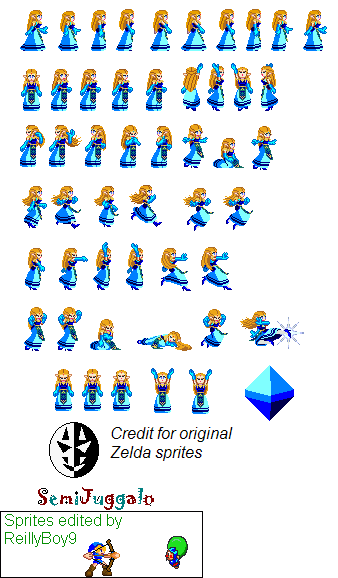 Credit for original
Zelda sprites
SemiJuggalo
Sprites edited by
ReillyBoy9